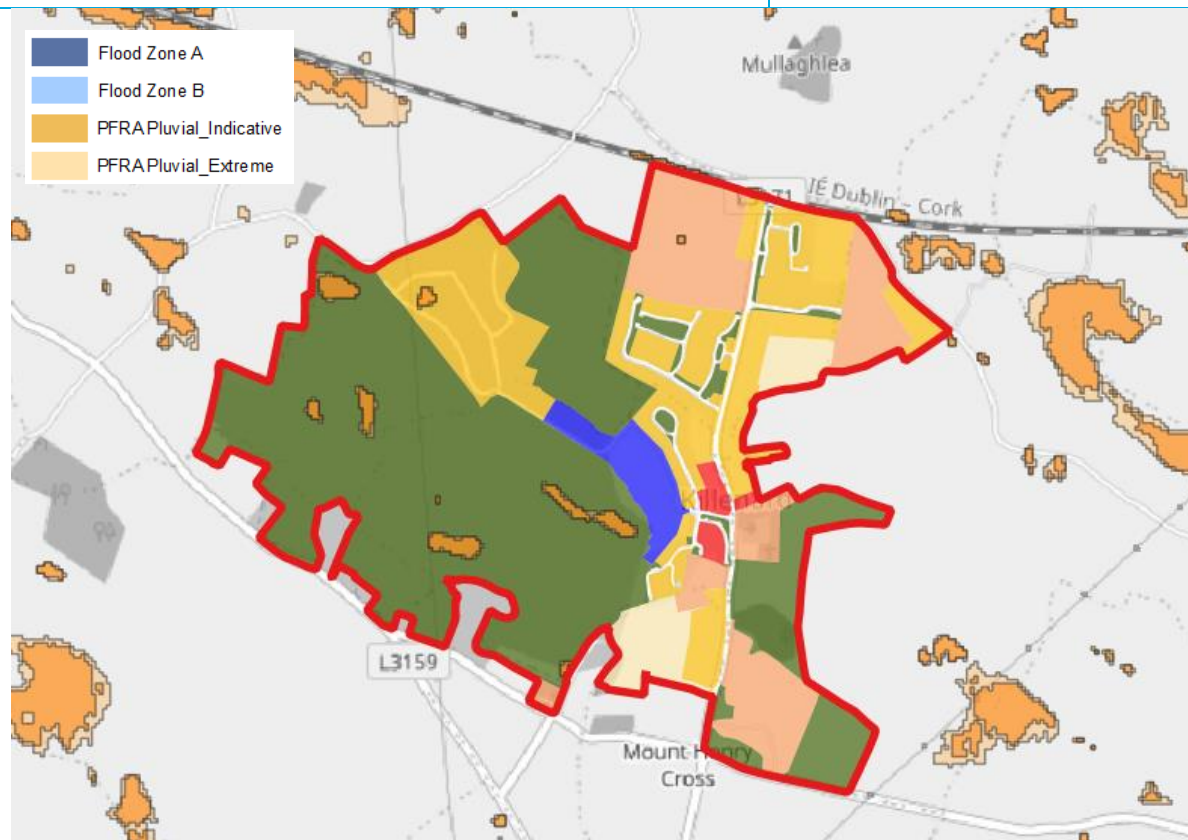 Flood Zone A
Flood Zone B
PFRA Pluvial_Indicative
PFRA Pluvial_Extreme
Mullaghlea
IÉ Dublin - Cork
L3159
Mount Henry
Cross